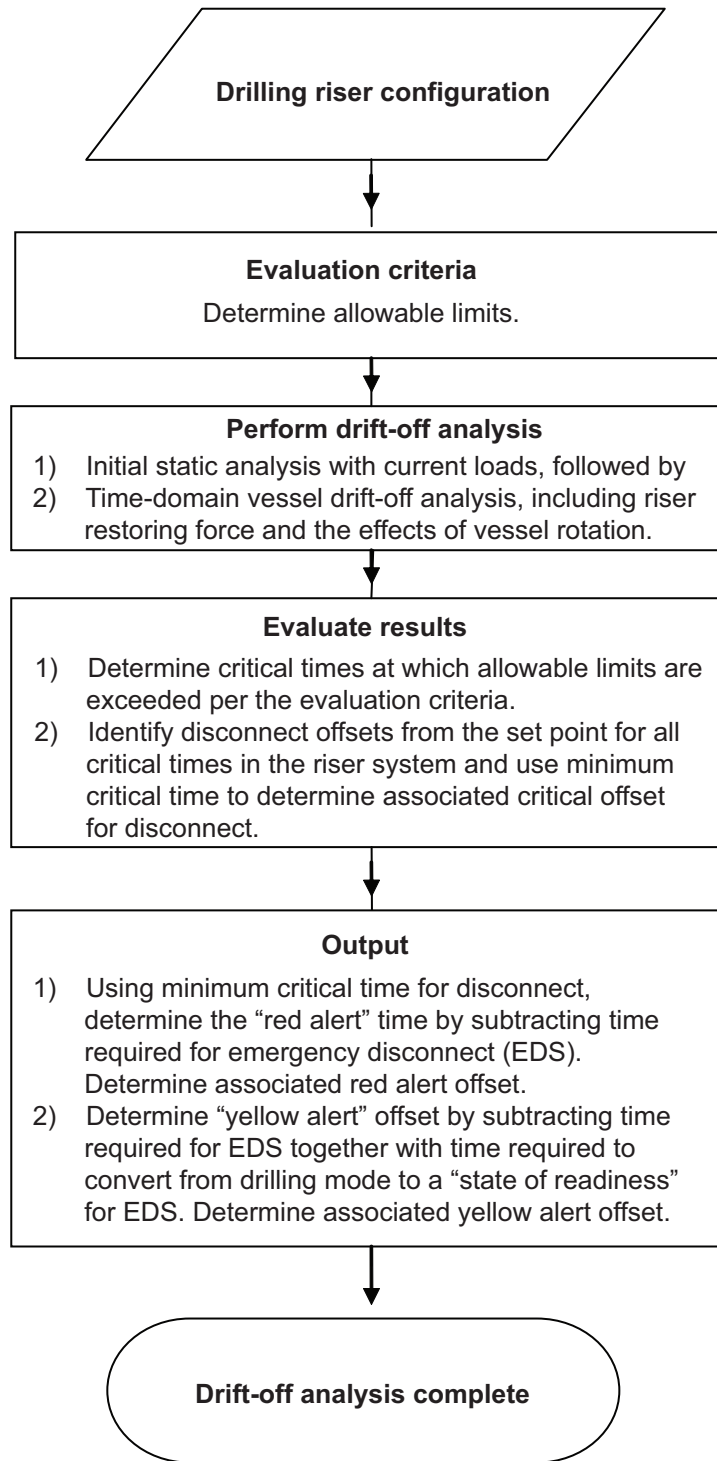 Drilling riser configuration
Evaluation criteria
Determine allowable limits.
Perform drift-off analysis
1) Initial static analysis with current loads, followed by
2) Time-domain vessel drift-off analysis, including riser
restoring force and the effects of vessel rotation.
Evaluate results
1) Determine critical times at which allowable limits are
exceeded per the evaluation criteria.
2) Identify disconnect offsets from the set point for all
critical times in the riser system and use minimum
critical time to determine associated critical offset
for disconnect.
Output
1) Using minimum critical time for disconnect,
determine the “red alert” time by subtracting time
required for emergency disconnect (EDS).
Determine associated red alert offset.
2) Determine “yellow alert” offset by subtracting time
required for EDS together with time required to
convert from drilling mode to a “state of readiness”
for EDS. Determine associated yellow alert offset.
Drift-off analysis complete